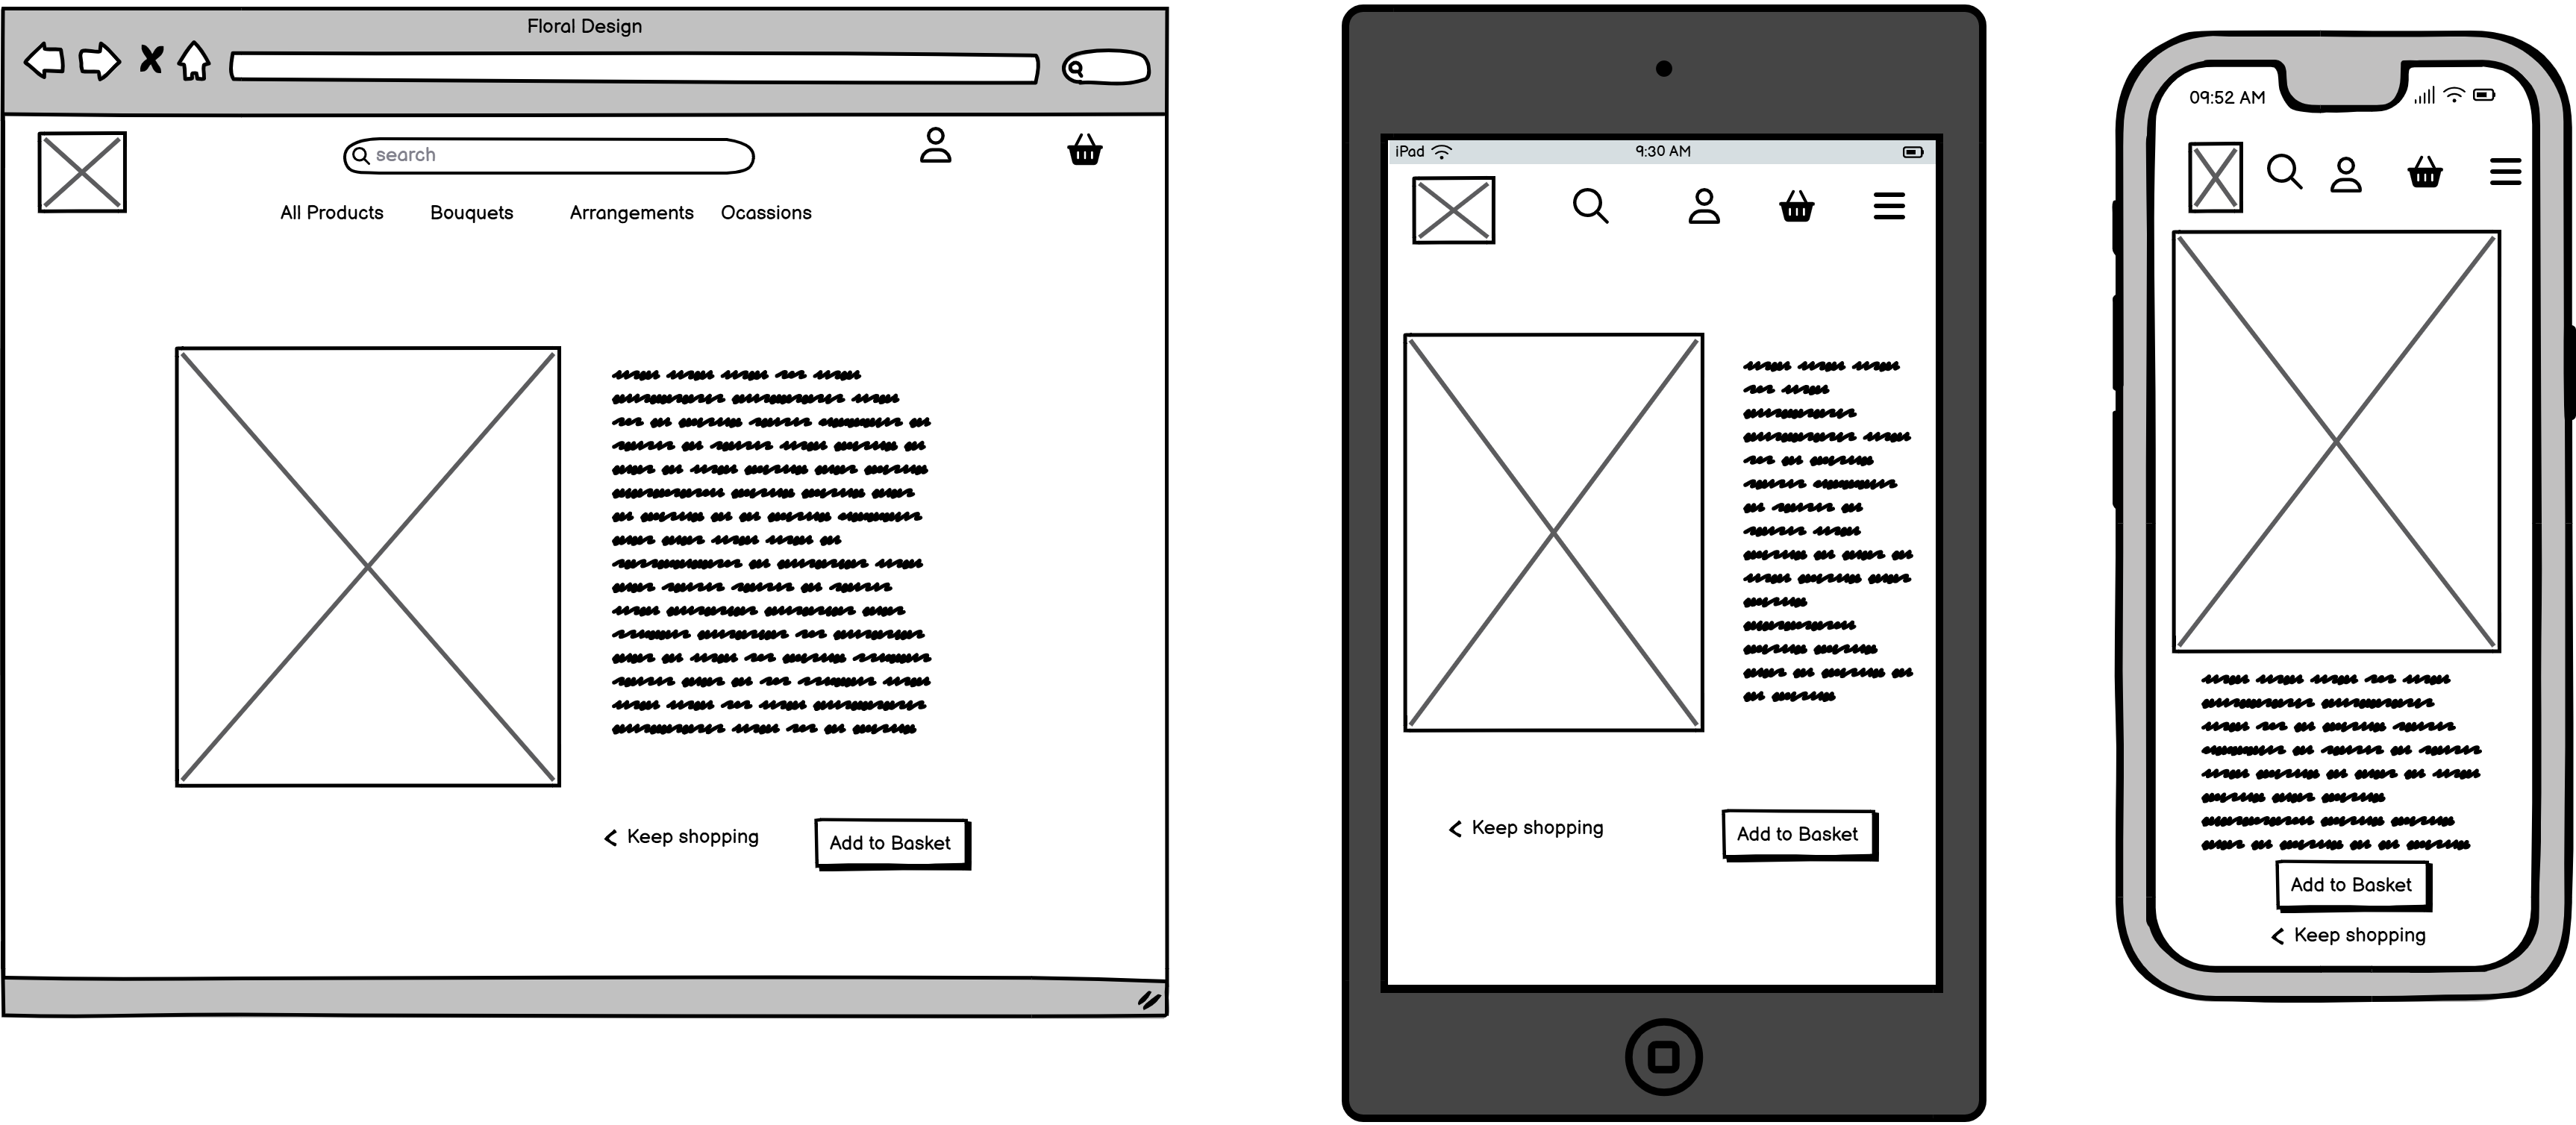 Floral Design
search
All Products Bouquets Arrangements Ocassions
Keep shopping Add to Basket
iPad 9:30 AM
Keep shopping Add to Basket
09:52 AM
Add to Basket
Keep shopping